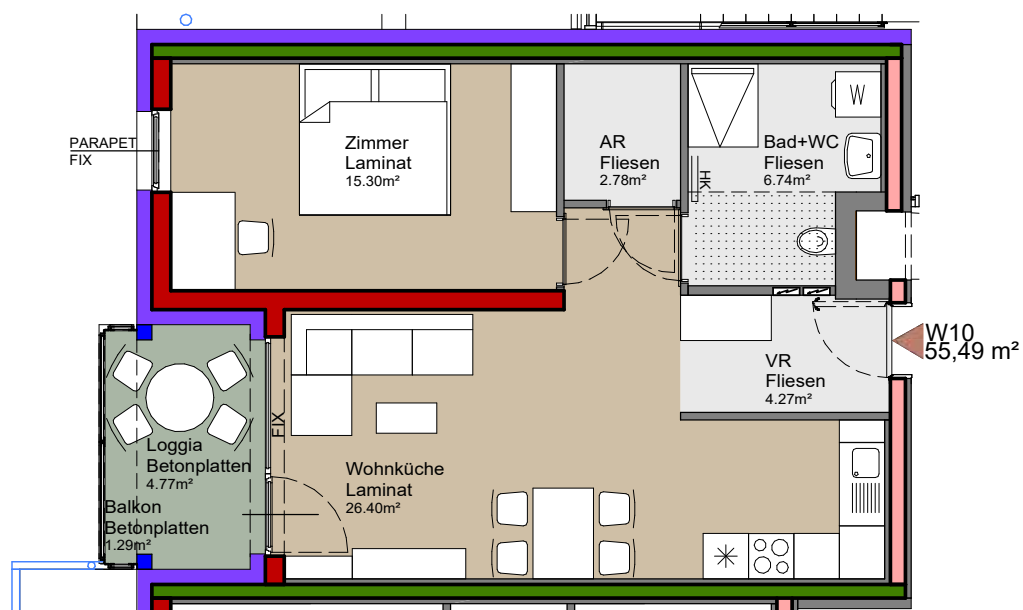 PARAPET
FIX
Zimmer
Laminat
15.30m²
AR
Fliesen
2.78m²
Bad+WC
Fliesen
6.74m²
W
HK
W10
55,49 m²
VR
Fliesen
4.27m²
FIX
Loggia
Betonplatten
4.77m²
Balkon
Betonplatten
1.29m²
Wohnküche
Laminat
26.40m²